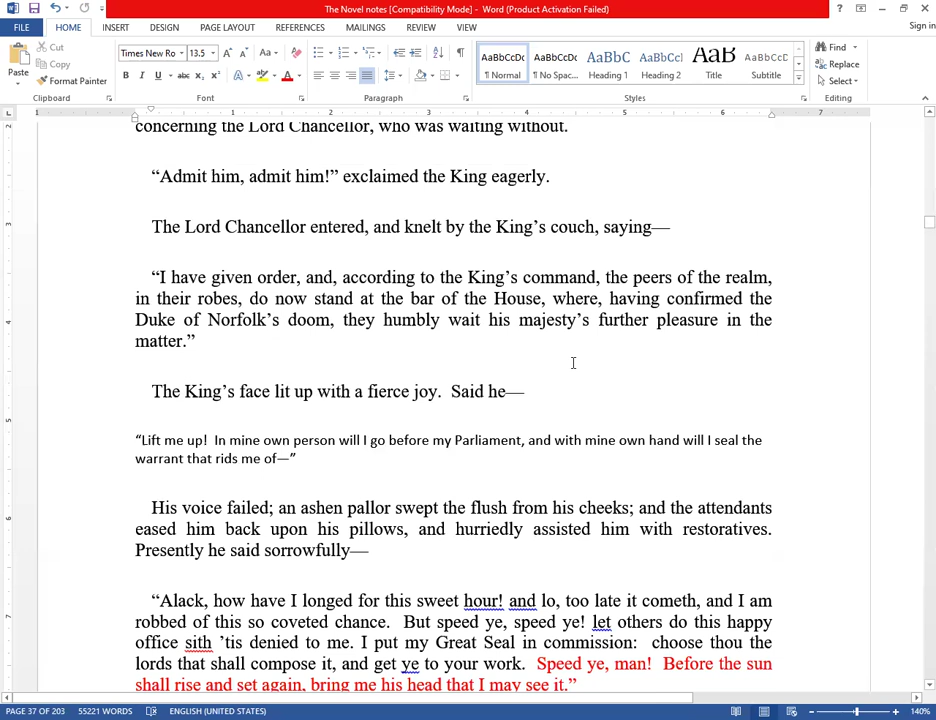 The Novel notes [Compatibility Mode] - Word (Product Activation Failed)
Sign in
FILE HOME INSERT DESIGN PAGE LAYOUT REFERENCES MAILINGS REVIEW VIEW
Paste
Cut
Copy
Format Painter
Clipboard
Times New Ro 13.5
Font
Paragraph
AaBbCcDc AaBbCcDc AaBbC AaBbC AaB AaBbCcD
¶ Normal ¶ No Spac... Heading 1 Heading 2 Title Subtitle
Styles
Find
Replace
Select
Editing
1 1 2 3 4 5 6 7
concerning the Lord Chancellor, who was waiting without.
“Admit him, admit him!” exclaimed the King eagerly.
The Lord Chancellor entered, and knelt by the King’s couch, saying—
“I have given order, and, according to the King’s command, the peers of the realm,
in their robes, do now stand at the bar of the House, where, having confirmed the
Duke of Norfolk’s doom, they humbly wait his majesty’s further pleasure in the
matter.”
The King’s face lit up with a fierce joy.  Said he—
“Lift me up!  In mine own person will I go before my Parliament, and with mine own hand will I seal the
warrant that rids me of—”
His voice failed; an ashen pallor swept the flush from his cheeks; and the attendants
eased him back upon his pillows, and hurriedly assisted him with restoratives.
Presently he said sorrowfully—
“Alack, how have I longed for this sweet hour! and lo, too late it cometh, and I am
robbed of this so coveted chance.  But speed ye, speed ye! let others do this happy
office sith ’tis denied to me. I put my Great Seal in commission:  choose thou the
lords that shall compose it, and get ye to your work.  Speed ye, man!  Before the sun
shall rise and set again, bring me his head that I may see it.”
PAGE 37 OF 203 55221 WORDS ENGLISH (UNITED STATES) 140%